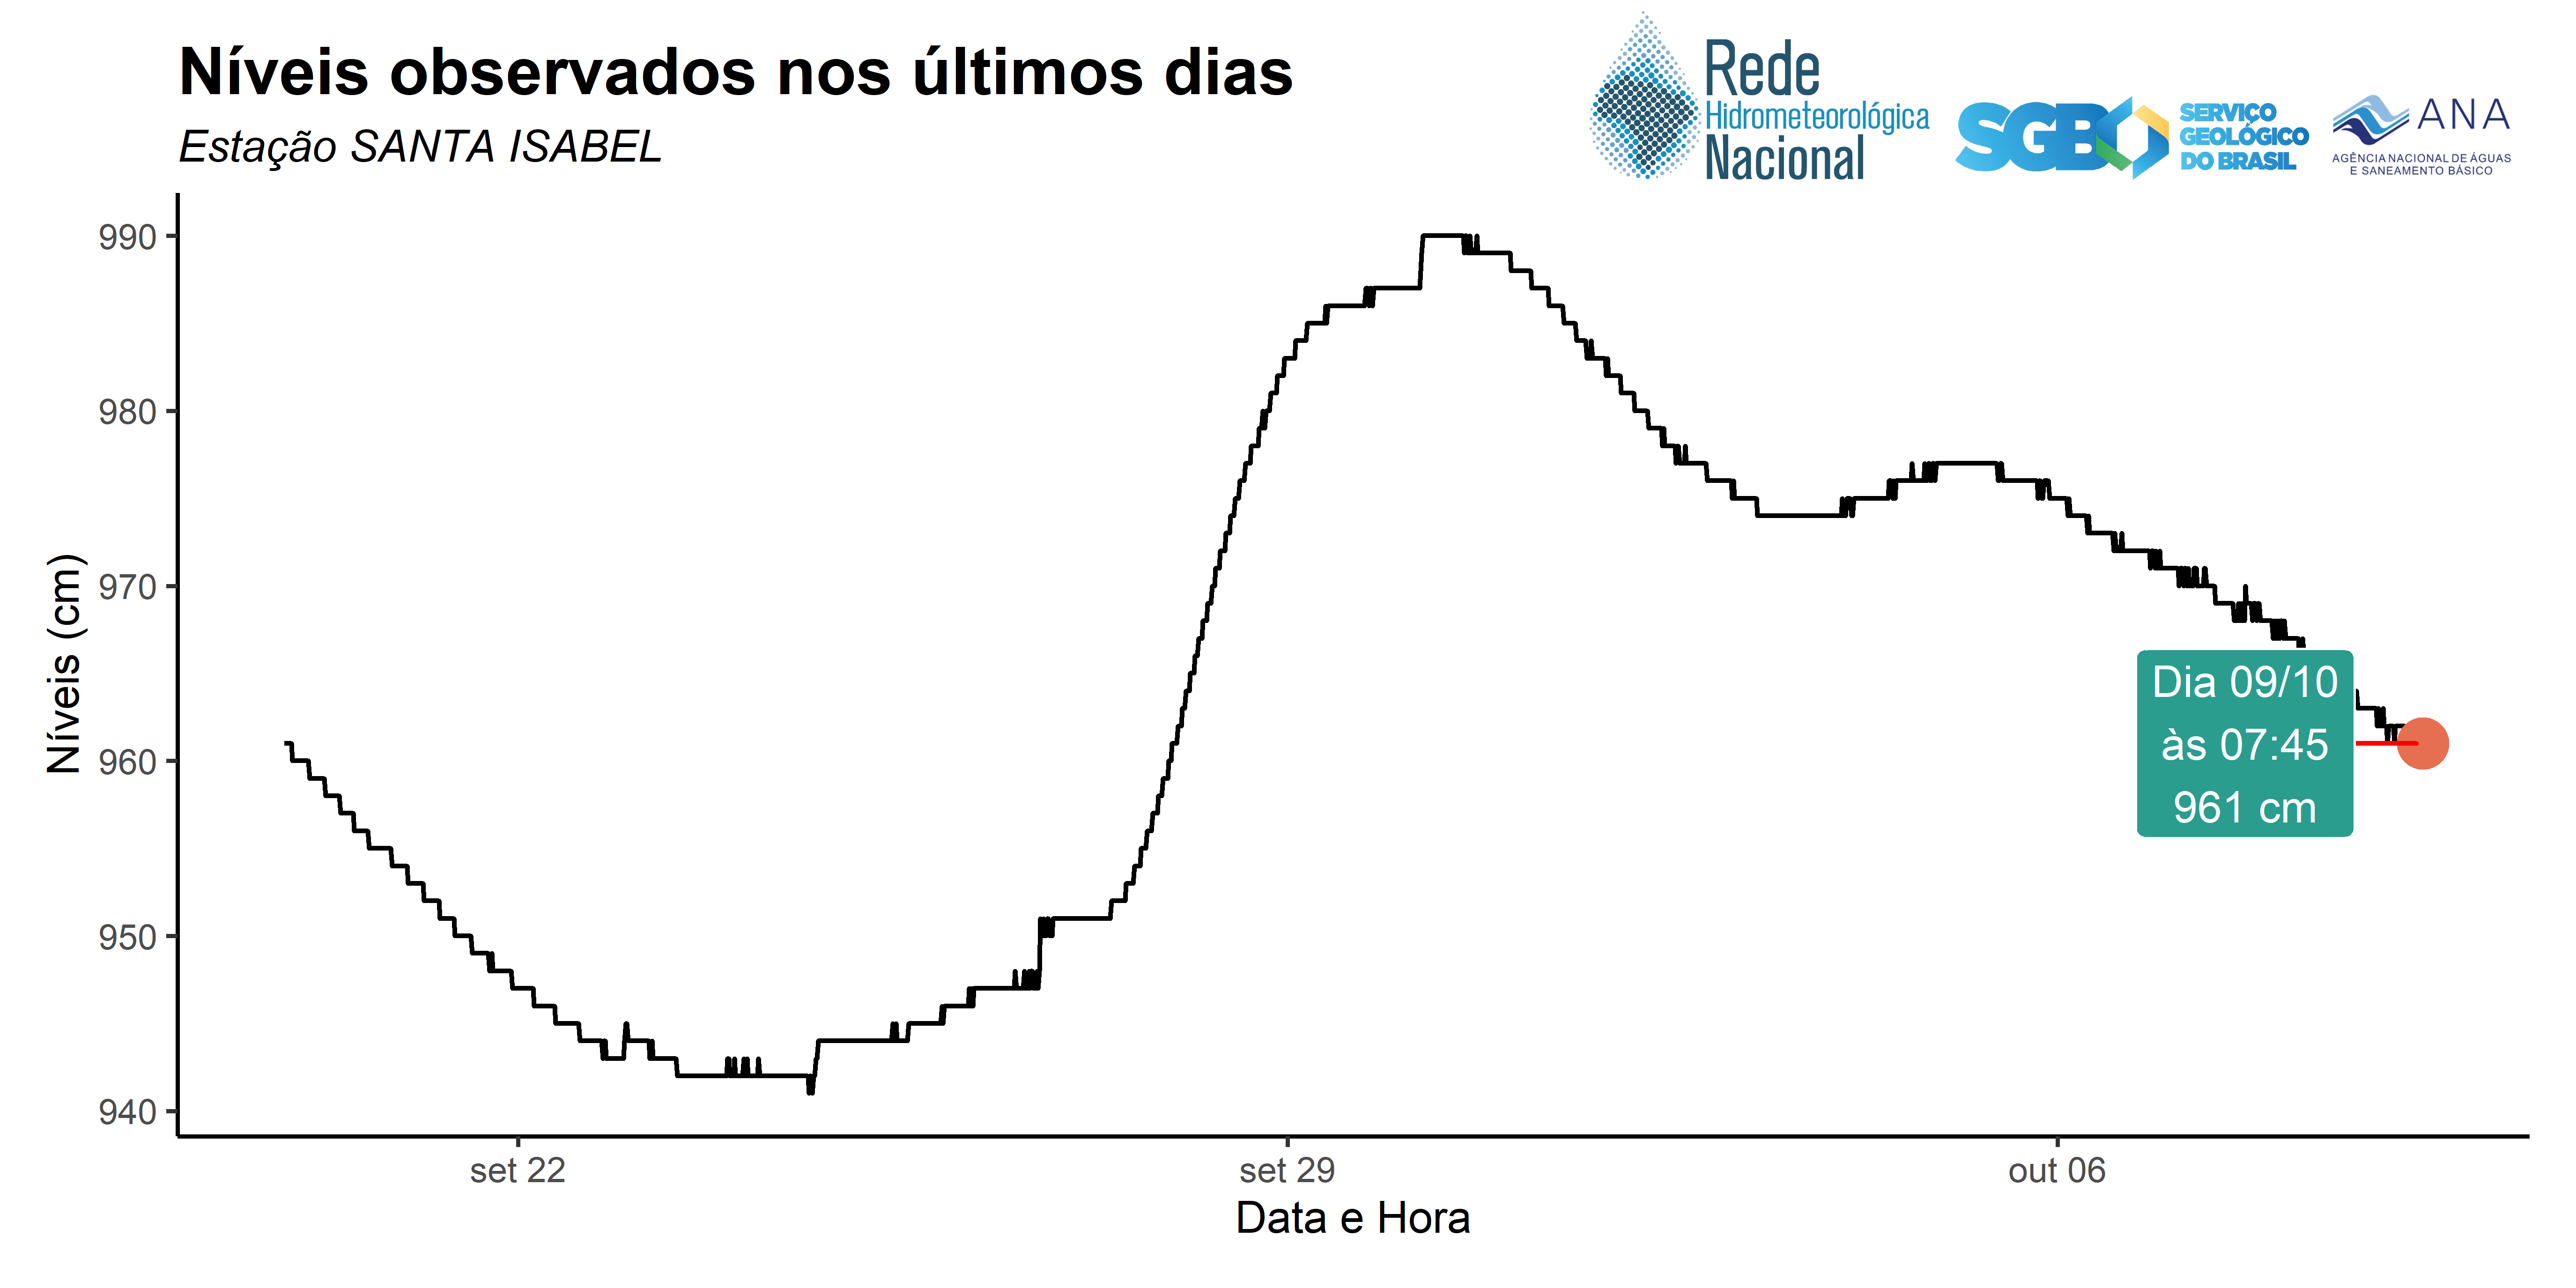 Níveis observados nos últimos dias
Estação SANTA ISABEL
Rede
Hidrometeorológica
Nacional
SGB
SERVIÇO
GEOLÓGICO
DO BRASIL
ANA
AGÊNCIA NACIONAL DE ÁGUAS
E SANEAMENTO BÁSICO
Níveis (cm)
990
980
970
960
950
940
Dia 09/10
às 07:45
961 cm
set 22
set 29
out 06
Data e Hora